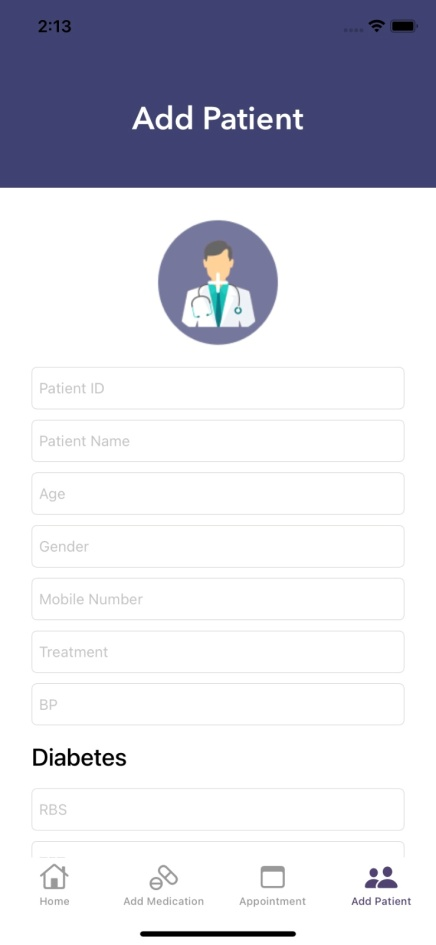 2:13
Add Patient
Patient ID
Patient Name
Age
Gender
Mobile Number
Treatment
BP
Diabetes
RBS
Home
Add Medication
Appointment
Add Patient